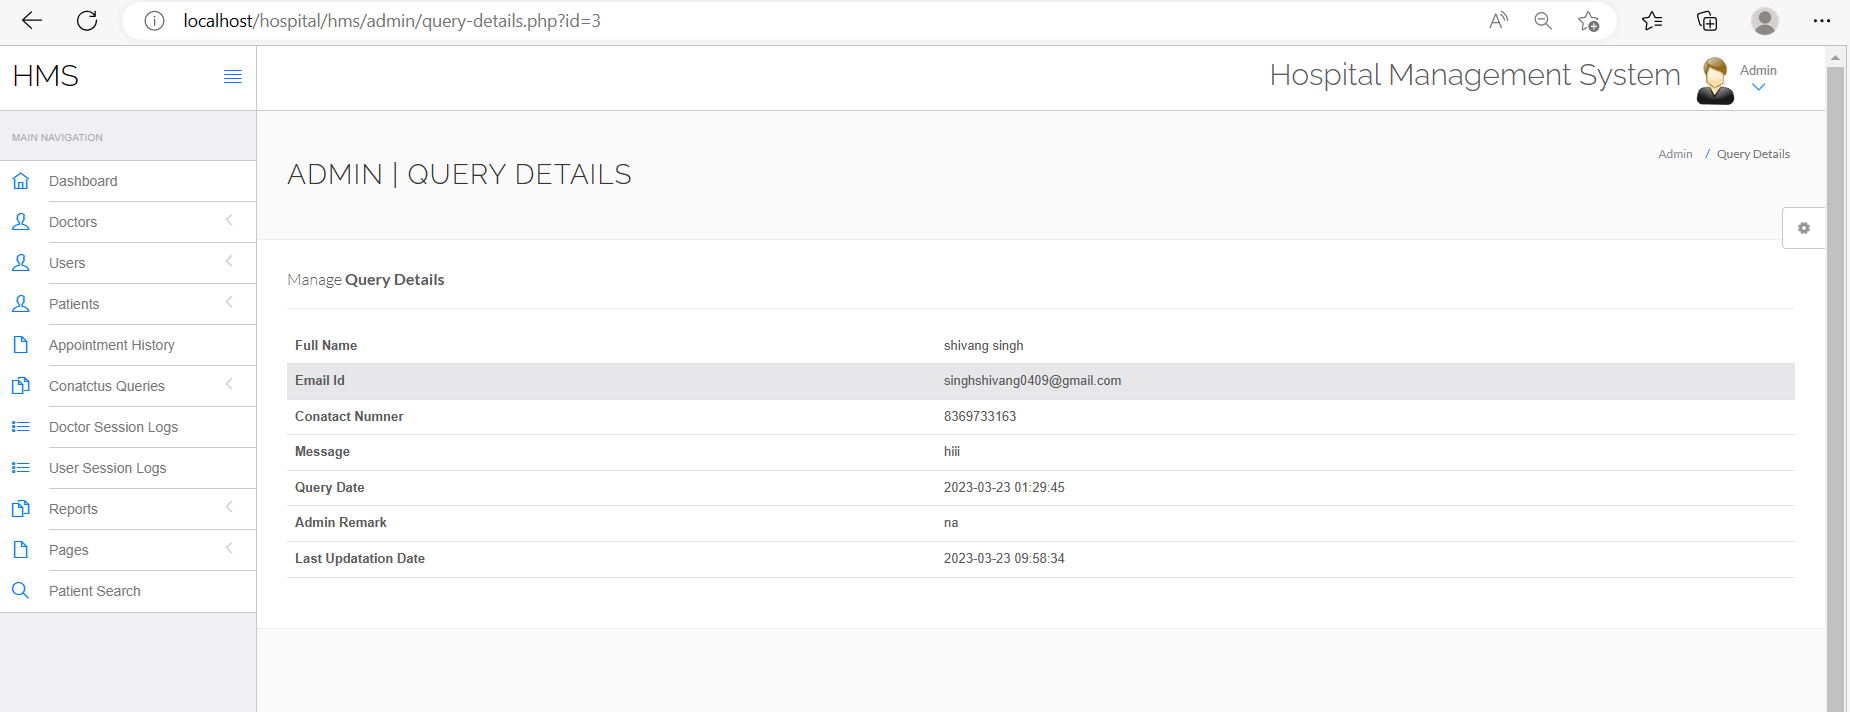 localhost/hospital/hms/admin/query-details.php?id=3
HMS
Hospital Management System
Admin
MAIN NAVIGATION
Dashboard
Doctors
Users
Patients
Appointment History
Conatctus Queries
Doctor Session Logs
User Session Logs
Reports
Pages
Patient Search
ADMIN | QUERY DETAILS
Admin / Query Details
Manage Query Details
Full Name shivang singh
Email Id singhshivang0409@gmail.com
Conatact Numner 8369733163
Message hiii
Query Date 2023-03-23 01:29:45
Admin Remark na
Last Updatation Date 2023-03-23 09:58:34